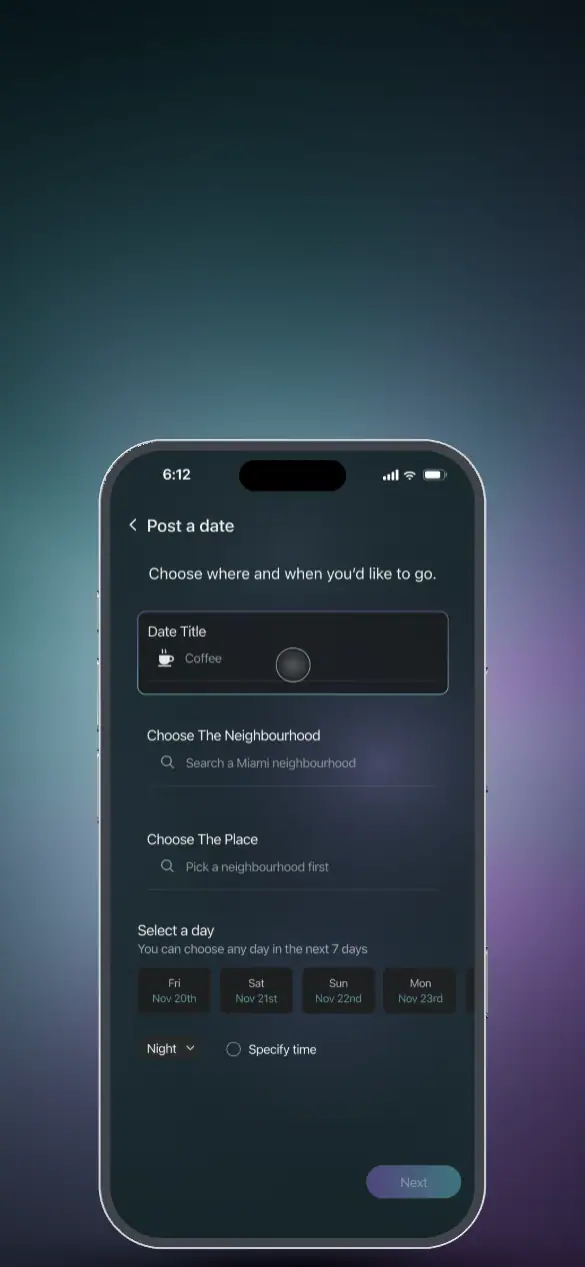 6:12
Post a date
Choose where and when you'd like to go.
Date Title
Coffee
Choose The Neighbourhood
Search a Miami neighbourhood
Choose The Place
Pick a neighbourhood first
Select a day
You can choose any day in the next 7 days
Fri Sat Sun Mon
Nov 20th Nov 21st Nov 22nd Nov 23rd
Night Specify time
Next